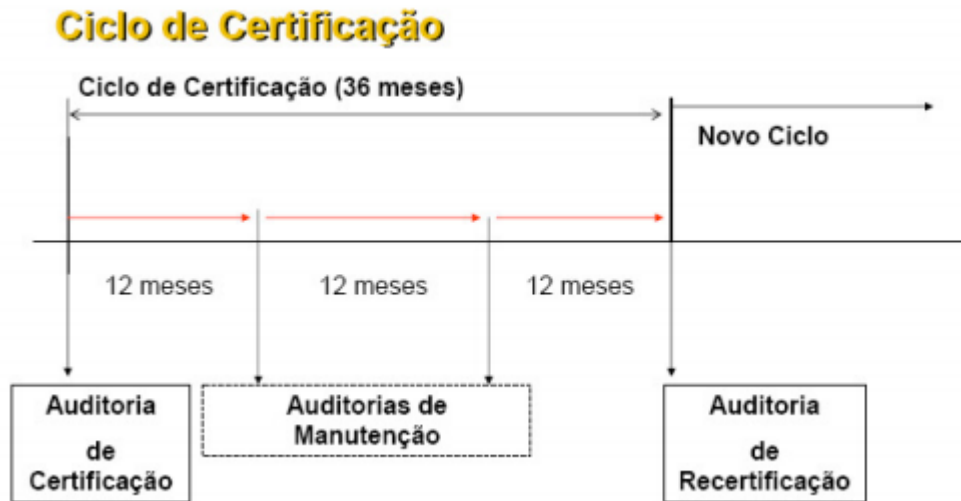 Ciclo de Certificação
Ciclo de Certificação (36 meses)
Novo Ciclo
12 meses
12 meses
12 meses
Auditoria
de
Certificação
Auditorias de
Manutenção
Auditoria
de
Recertificação